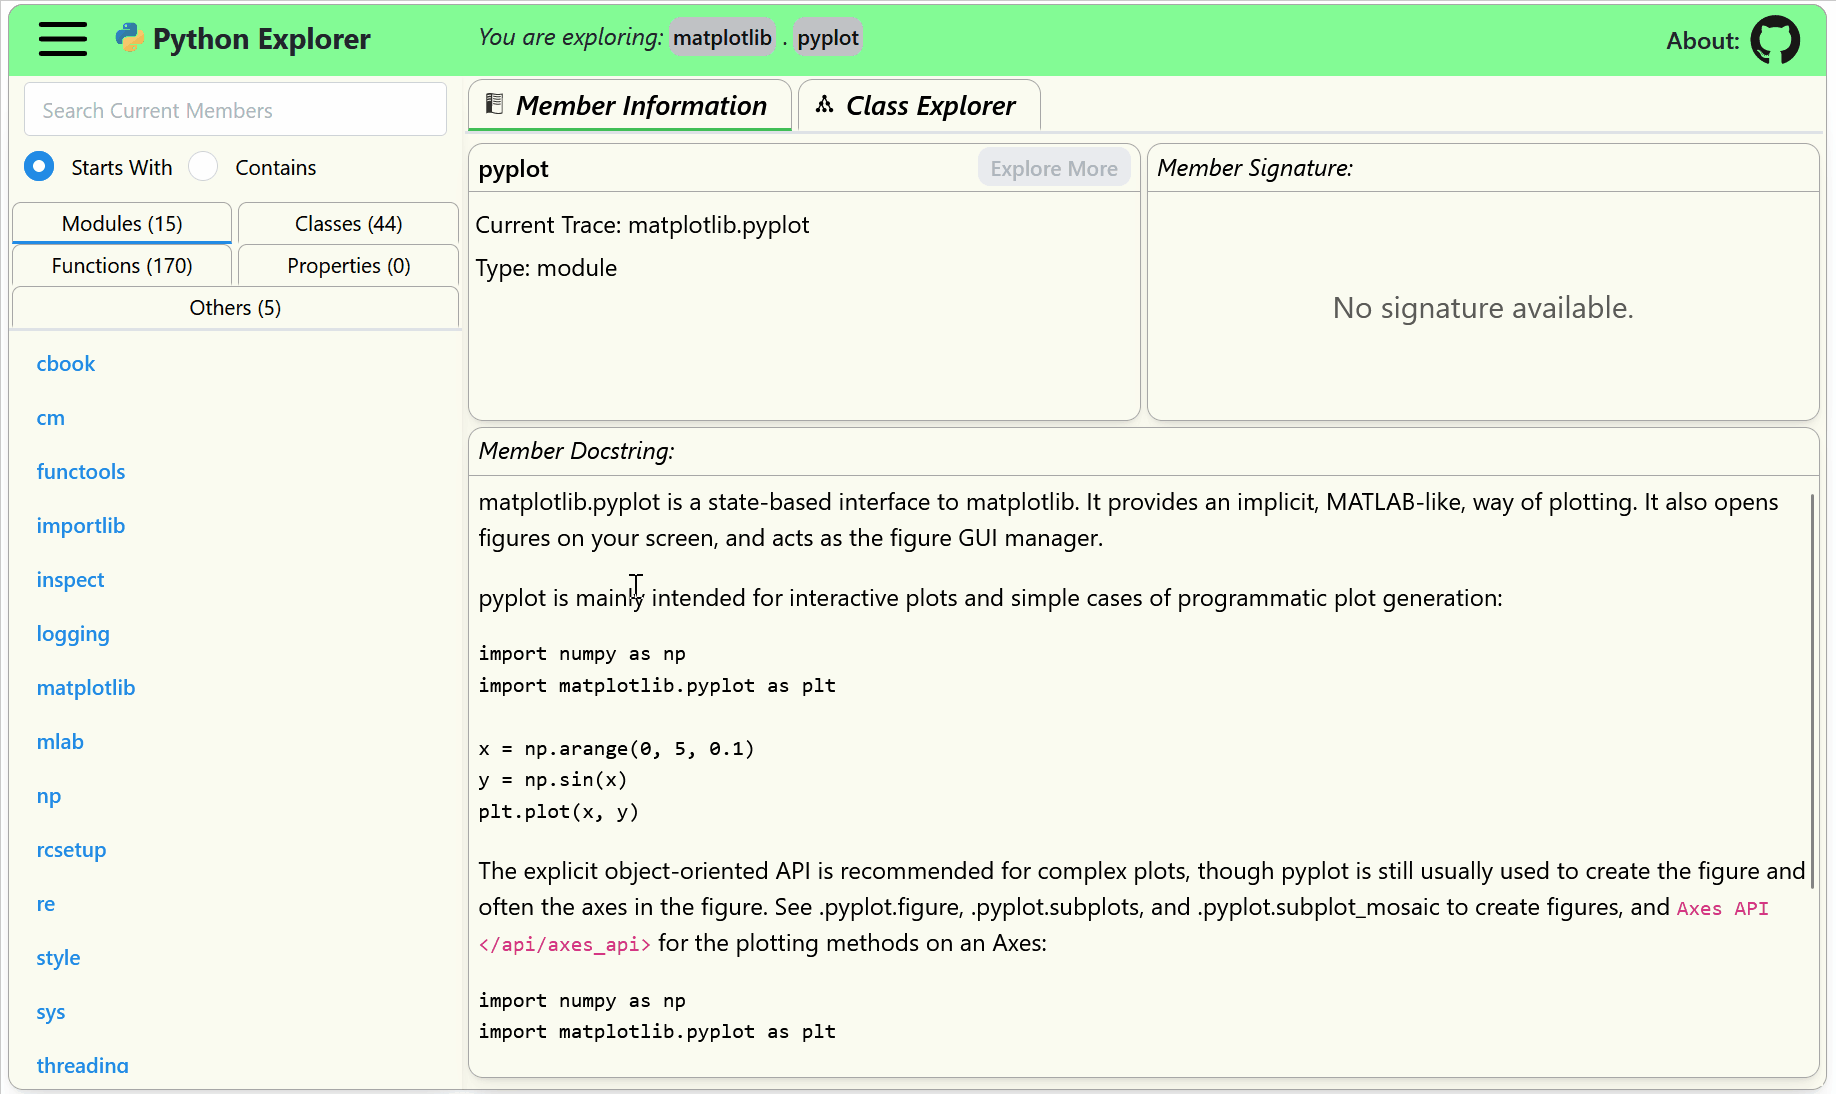 Python Explorer
You are exploring: matplotlib . pyplot
About:
Search Current Members
Starts With Contains
Modules (15) Classes (44)
Functions (170) Properties (0)
Others (5)
cbook
cm
functools
importlib
inspect
logging
matplotlib
mlab
np
rcsetup
re
style
sys
threading
Member Information Class Explorer
pyplot Explore More
Current Trace: matplotlib.pyplot
Type: module
Member Signature:
No signature available.
Member Docstring:
matplotlib.pyplot is a state-based interface to matplotlib. It provides an implicit, MATLAB-like, way of plotting. It also opens
figures on your screen, and acts as the figure GUI manager.
pyplot is mainly intended for interactive plots and simple cases of programmatic plot generation:
import numpy as np
import matplotlib.pyplot as plt
x = np.arange(0, 5, 0.1)
y = np.sin(x)
plt.plot(x, y)
The explicit object-oriented API is recommended for complex plots, though pyplot is still usually used to create the figure and
often the axes in the figure. See .pyplot.figure, .pyplot.subplots, and .pyplot.subplot_mosaic to create figures, and Axes API
</api/axes_api> for the plotting methods on an Axes:
import numpy as np
import matplotlib.pyplot as plt